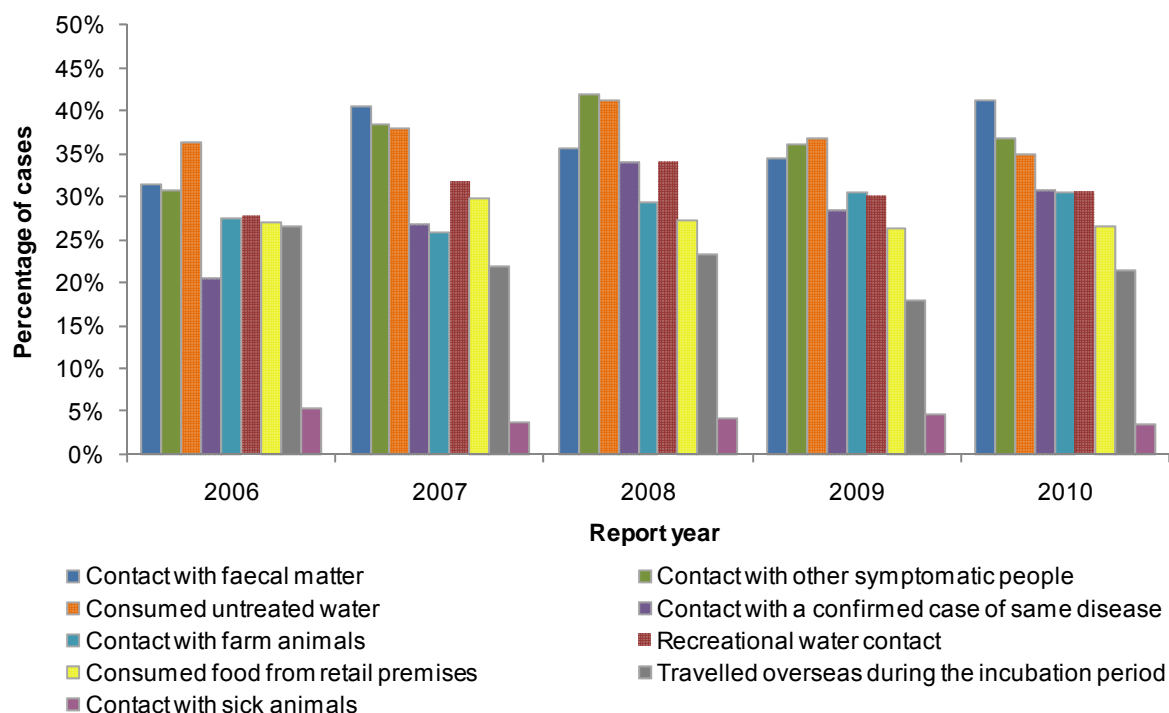 50%
45%
40%
35%
30%
25%
20%
15%
10%
5%
0%
Percentage of cases
2006 2007 2008 2009 2010
Report year
Contact with faecal matter Contact with other symptomatic people
Consumed untreated water Contact with a confirmed case of same disease
Contact with farm animals Recreational water contact
Consumed food from retail premises Travelled overseas during the incubation period
Contact with sick animals